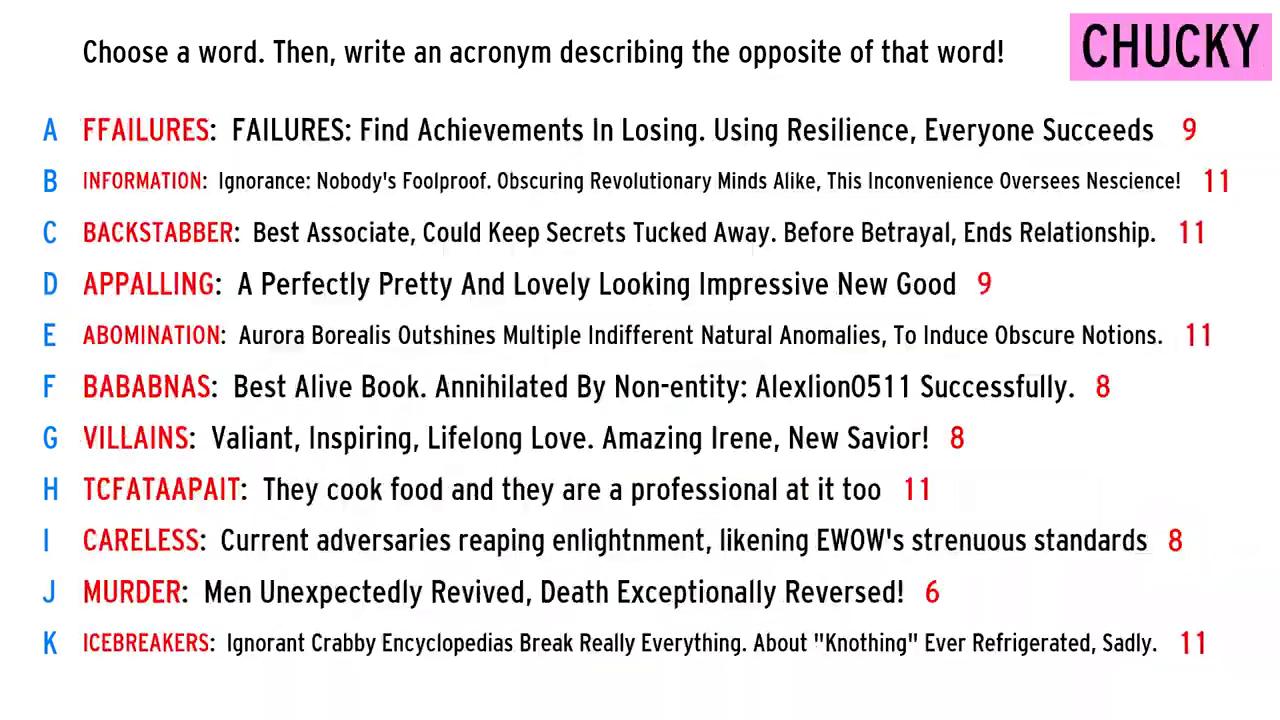 Choose a word. Then, write an acronym describing the opposite of that word!
CHUCKY
A FFAILURES: FAILURES: Find Achievements In Losing. Using Resilience, Everyone Succeeds 9
B INFORMATION: Ignorance: Nobody's Foolproof. Obscuring Revolutionary Minds Alike, This Inconvenience Oversees Nescience! 11
C BACKSTABBER: Best Associate, Could Keep Secrets Tucked Away. Before Betrayal, Ends Relationship. 11
D APPALLING: A Perfectly Pretty And Lovely Looking Impressive New Good 9
E ABOMINATION: Aurora Borealis Outshines Multiple Indifferent Natural Anomalies, To Induce Obscure Notions. 11
F BABABNAS: Best Alive Book. Annihilated By Non-entity: Alexlion0511 Successfully. 8
G VILLAINS: Valiant, Inspiring, Lifelong Love. Amazing Irene, New Savior! 8
H TCFATAAPAIT: They cook food and they are a professional at it too 11
I CARELESS: Current adversaries reaping enlightnment, likening EWOW's strenuous standards 8
J MURDER: Men Unexpectedly Revived, Death Exceptionally Reversed! 6
K ICEBREAKERS: Ignorant Crabby Encyclopedias Break Really Everything. About "Knothing" Ever Refrigerated, Sadly. 11